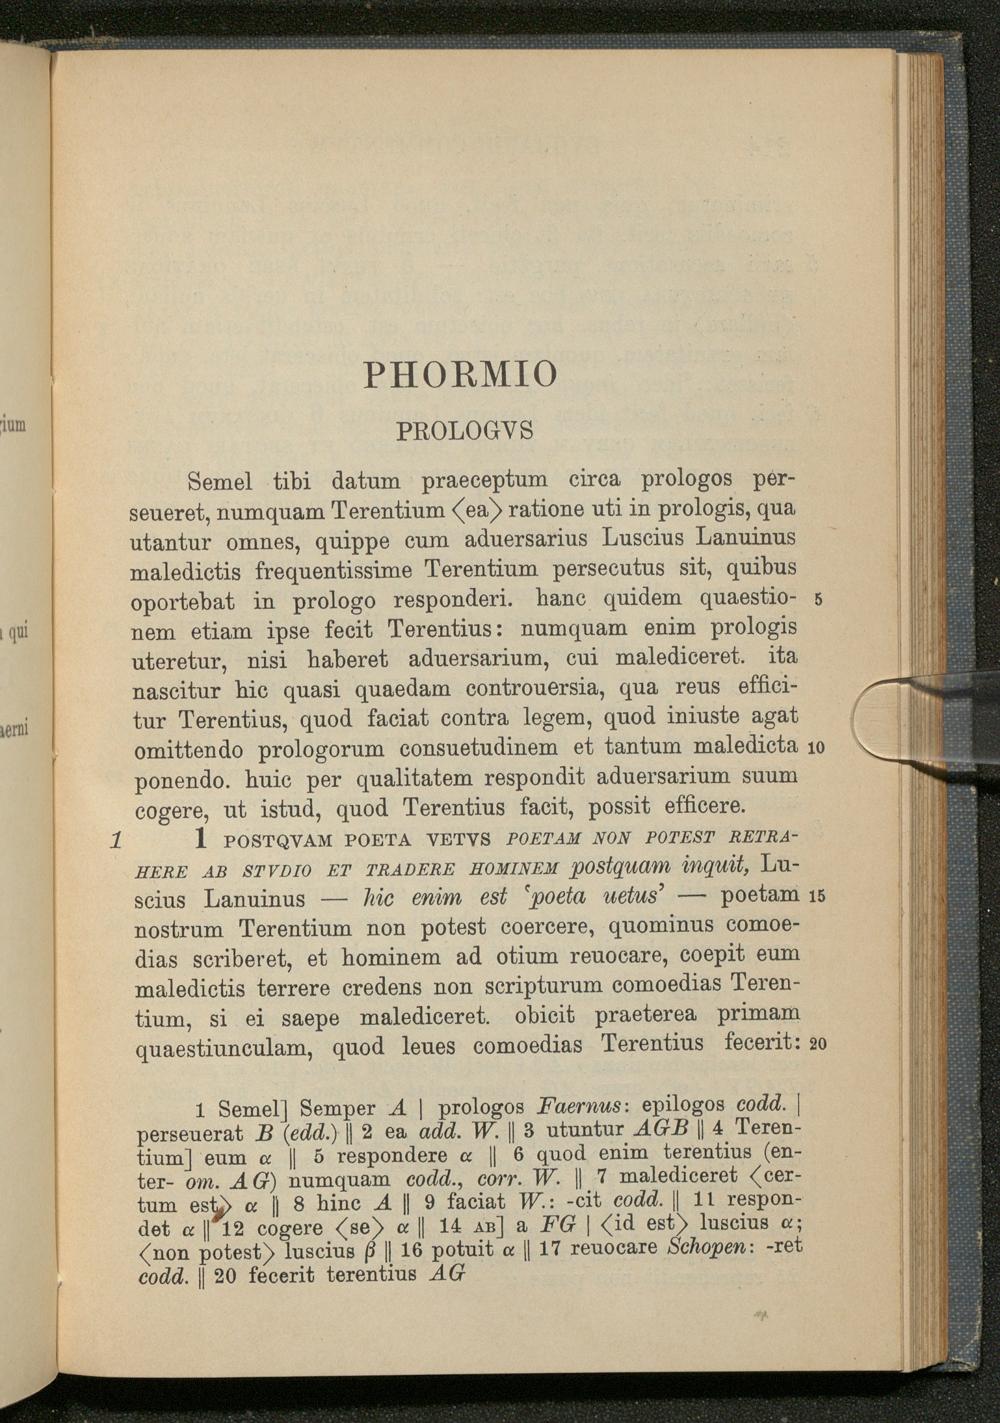 PHORMIO
PROLOGVS
Semel tibi datum praeceptum circa prologos per-
seueret, numquam Terentium ⟨ea⟩ ratione uti in prologis, qua
utantur omnes, quippe cum aduersarius Luscius Lanuinus
maledictis frequentissime Terentium persecutus sit, quibus
oportebat in prologo responderi. hanc quidem quaestio- 5
nem etiam ipse fecit Terentius: numquam enim prologis
uteretur, nisi haberet aduersarium, cui malediceret. ita
nascitur hic quasi quaedam controuersia, qua reus effici-
tur Terentius, quod faciat contra legem, quod iniuste agat
omittendo prologorum consuetudinem et tantum maledicta 10
ponendo. huic per qualitatem respondit aduersarium suum
cogere, ut istud, quod Terentius facit, possit efficere.
1 1 POSTQVAM POETA VETVS POETAM NON POTEST RETRA-
HERE AB STVDIO ET TRADERE HOMINEM postquam inquit, Lu-
scius Lanuinus — hic enim est ‘poeta uetus’ — poetam 15
nostrum Terentium non potest coercere, quominus comoe-
dias scriberet, et hominem ad otium reuocare, coepit eum
maledictis terrere credens non scripturum comoedias Teren-
tium, si ei saepe malediceret. obicit praeterea primam
quaestiunculam, quod leues comoedias Terentius fecerit: 20
1 Semel] Semper A | prologos Faernus: epilogos codd. |
perseuerat B (edd.) || 2 ea add. W. || 3 utuntur AGB || 4 Teren-
tium] eum α || 5 respondere α || 6 quod enim terentius (en-
ter- om. AG) numquam codd., corr. W. || 7 malediceret ⟨cer-
tum est⟩ α || 8 hinc A || 9 faciat W.: -cit codd. || 11 respon-
det α || 12 cogere ⟨se⟩ α || 14 AB] a FG | ⟨id est⟩ luscius α;
⟨non potest⟩ luscius β || 16 potuit α || 17 reuocare Schopen: -ret
codd. || 20 fecerit terentius AG
ium
qui
aerni